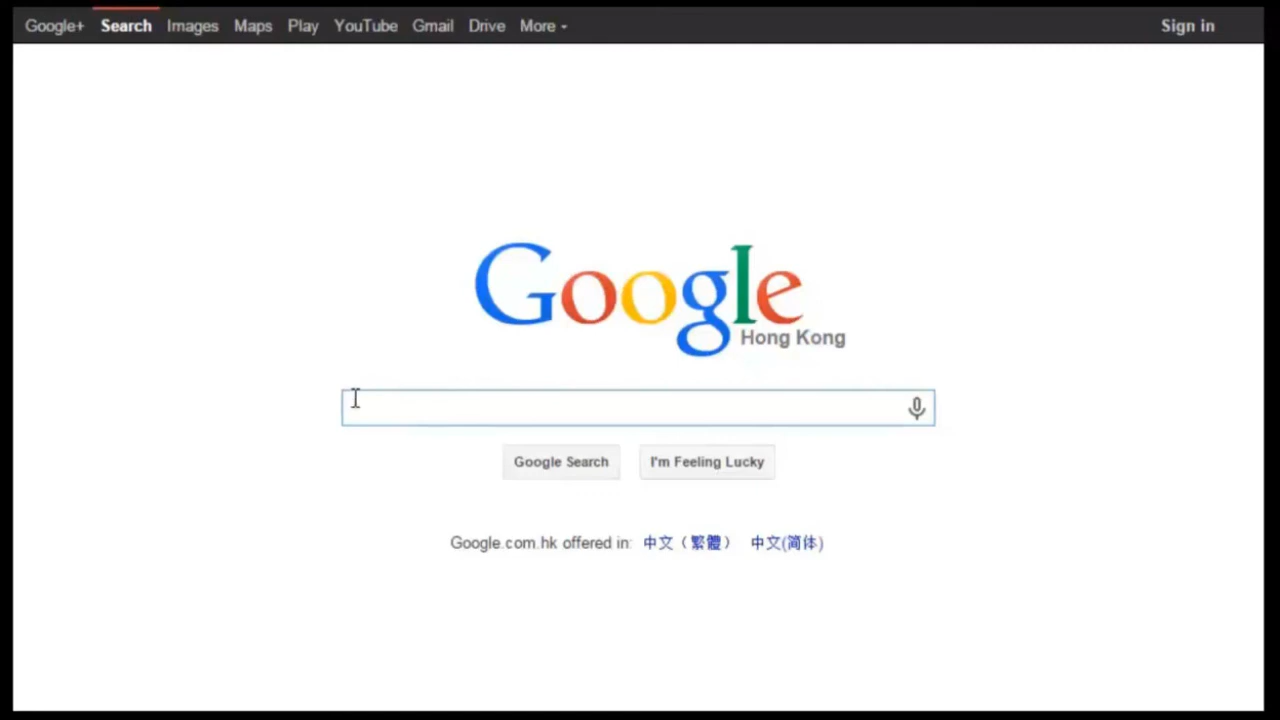 Google+ Search Images Maps Play YouTube Gmail Drive More Sign in
Google
Hong Kong
Google Search I'm Feeling Lucky
Google.com.hk offered in: 中文（繁體） 中文(简体)